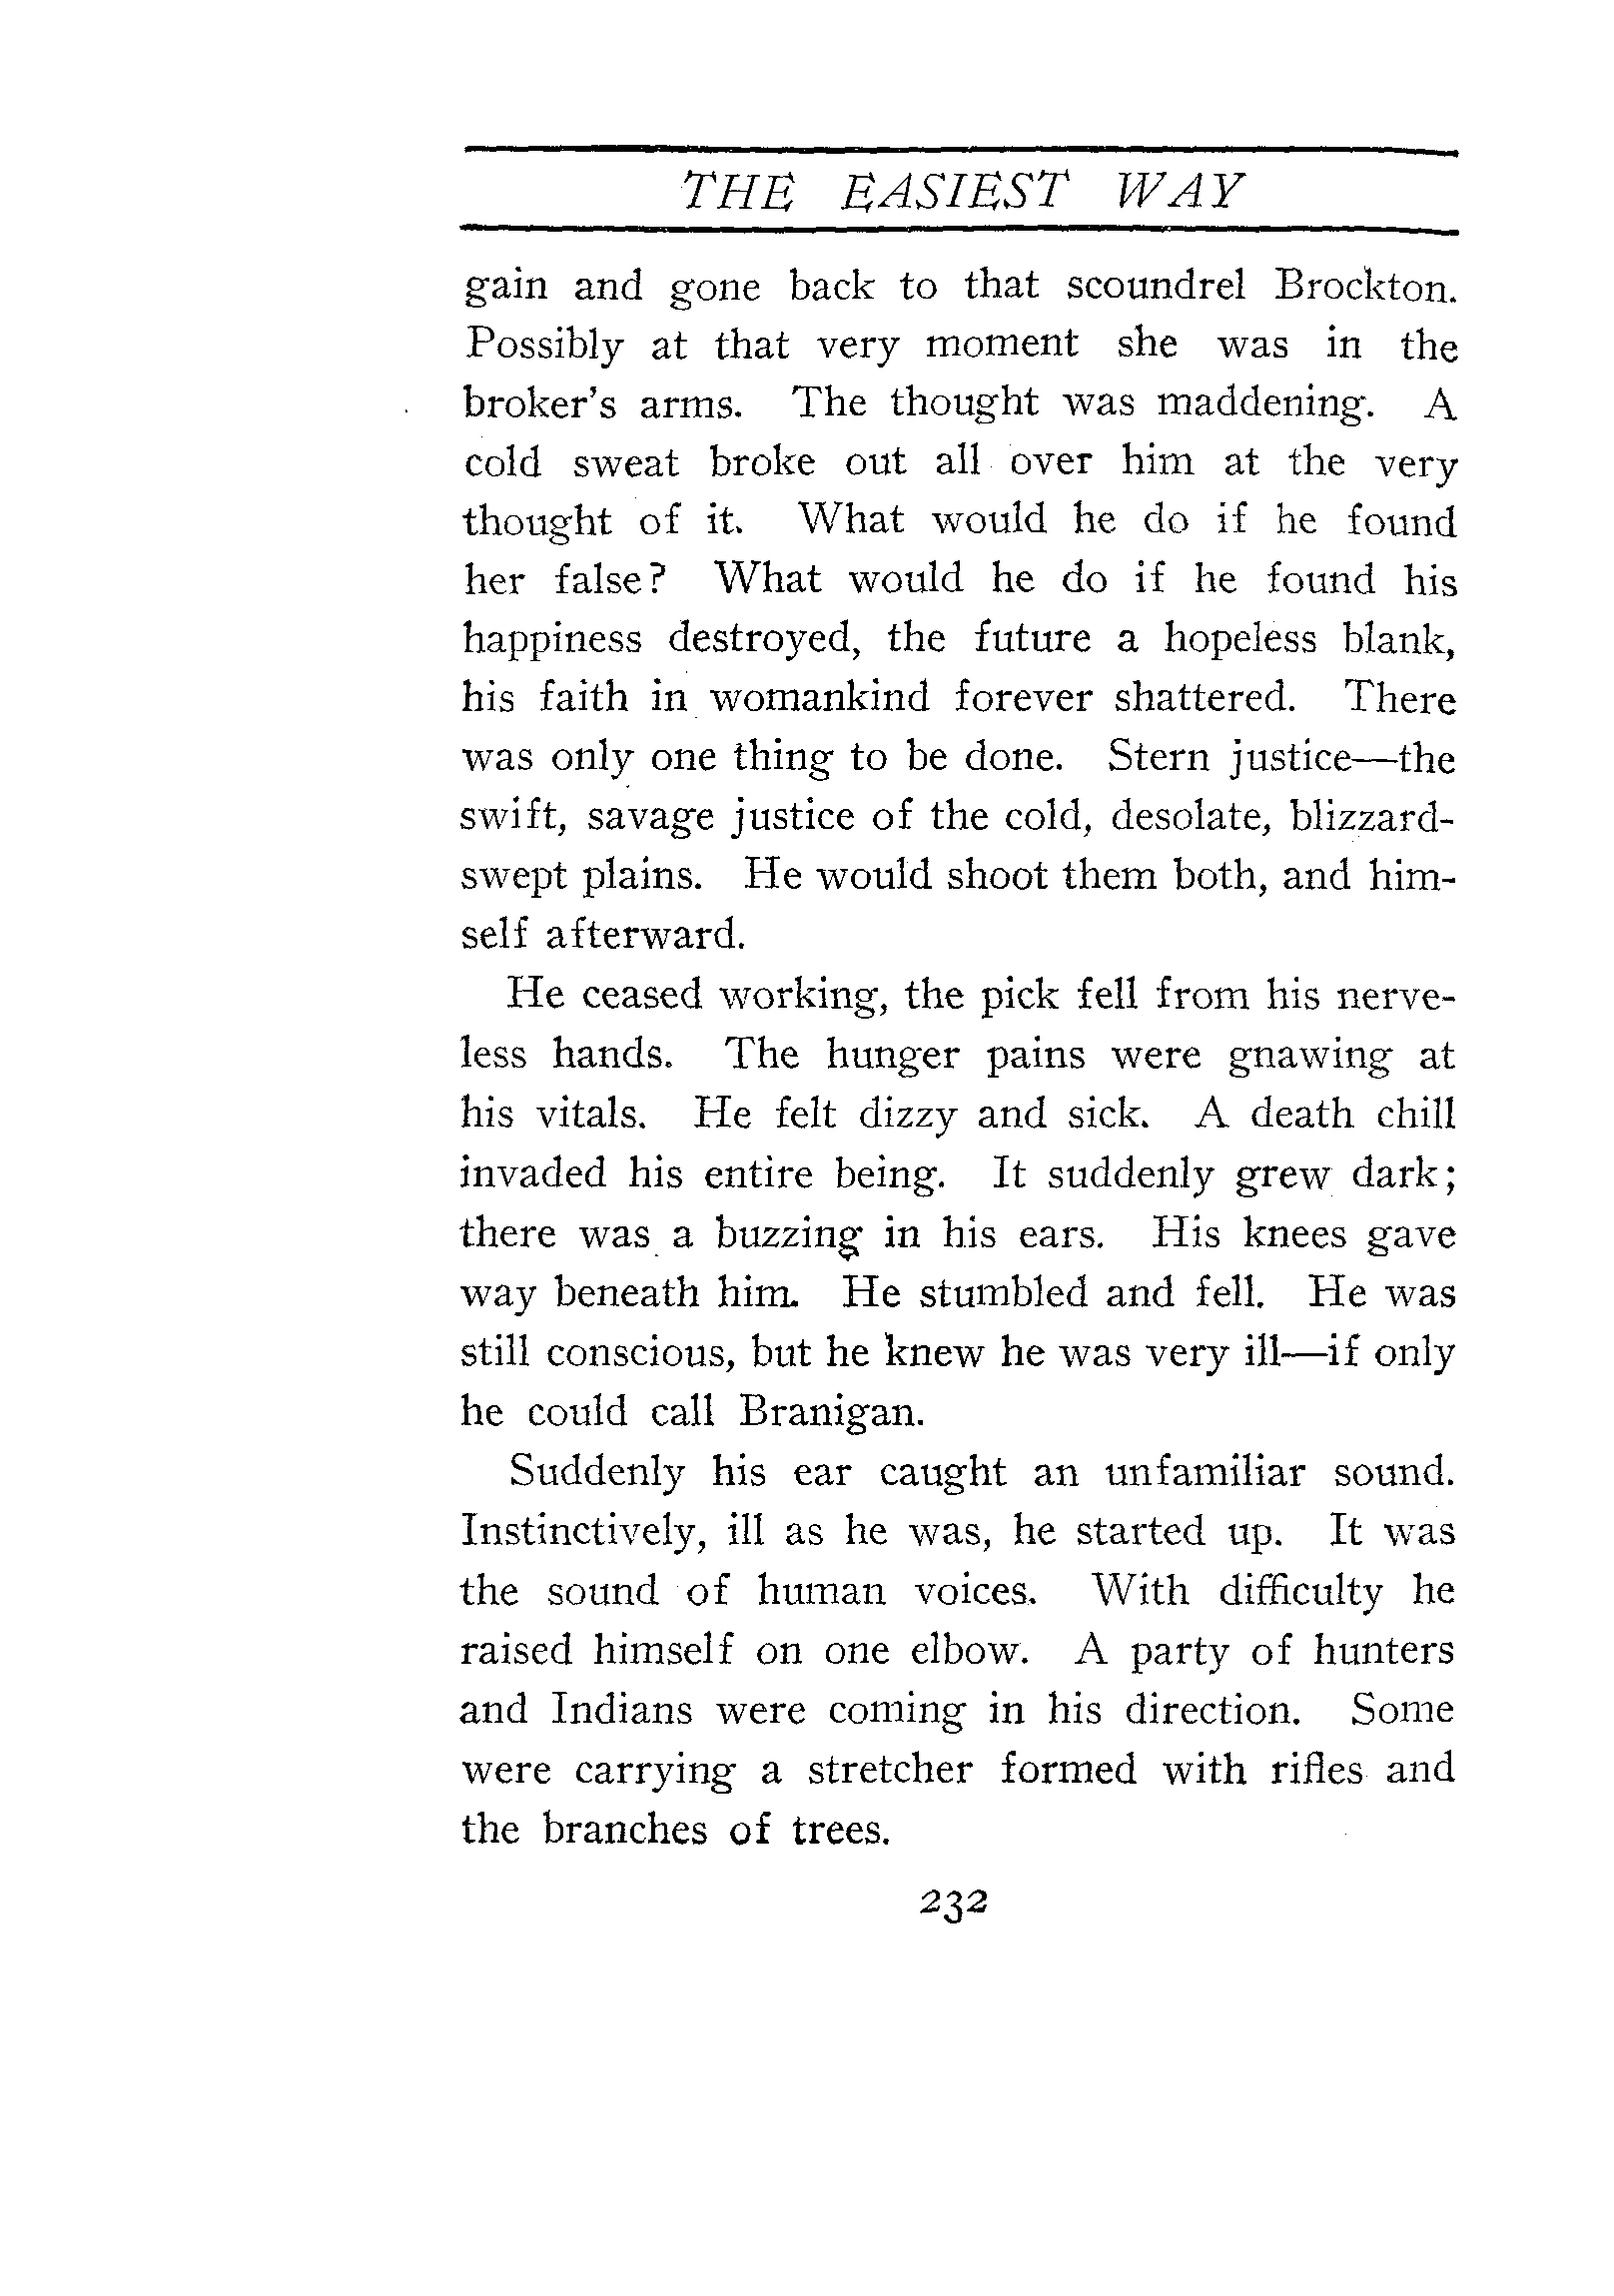 THE EASIEST WAY
gain and gone back to that scoundrel Brockton.
Possibly at that very moment she was in the
broker's arms. The thought was maddening. A
cold sweat broke out all over him at the very
thought of it. What would he do if he found
her false? What would he do if he found his
happiness destroyed, the future a hopeless blank,
his faith in womankind forever shattered. There
was only one thing to be done. Stern justice—the
swift, savage justice of the cold, desolate, blizzard-
swept plains. He would shoot them both, and him-
self afterward.
He ceased working, the pick fell from his nerve-
less hands. The hunger pains were gnawing at
his vitals. He felt dizzy and sick. A death chill
invaded his entire being. It suddenly grew dark;
there was a buzzing in his ears. His knees gave
way beneath him. He stumbled and fell. He was
still conscious, but he knew he was very ill—if only
he could call Branigan.
Suddenly his ear caught an unfamiliar sound.
Instinctively, ill as he was, he started up. It was
the sound of human voices. With difficulty he
raised himself on one elbow. A party of hunters
and Indians were coming in his direction. Some
were carrying a stretcher formed with rifles and
the branches of trees.
232